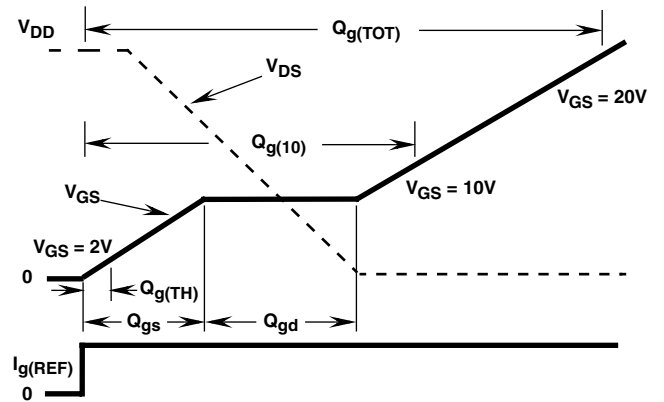 V_DD
Q_g(TOT)
V_DS
V_GS = 20V
Q_g(10)
V_GS
V_GS = 10V
V_GS = 2V
0
Q_g(TH)
Q_gs
Q_gd
I_g(REF)
0